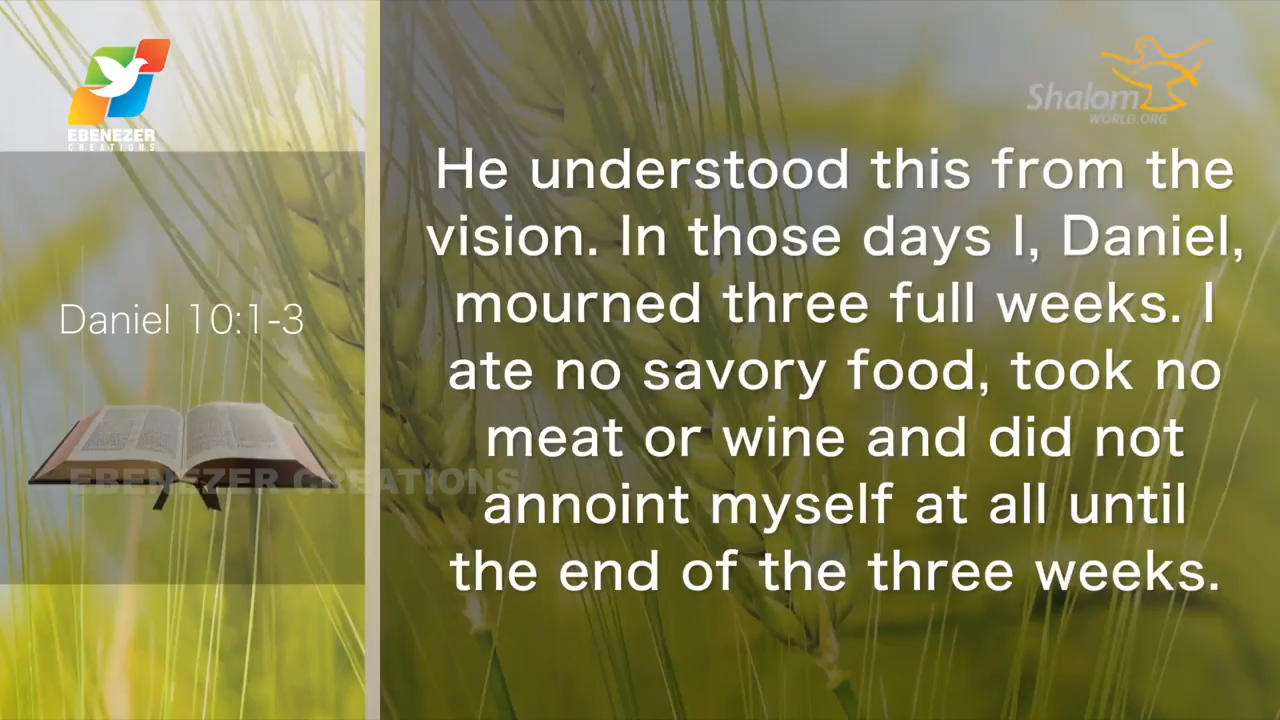 EBENEZER
CREATIONS
Shalom
WORLD.ORG
Daniel 10:1-3
He understood this from the
vision. In those days I, Daniel,
mourned three full weeks. I
ate no savory food, took no
meat or wine and did not
annoint myself at all until
the end of the three weeks.
EBENEZER CREATIONS